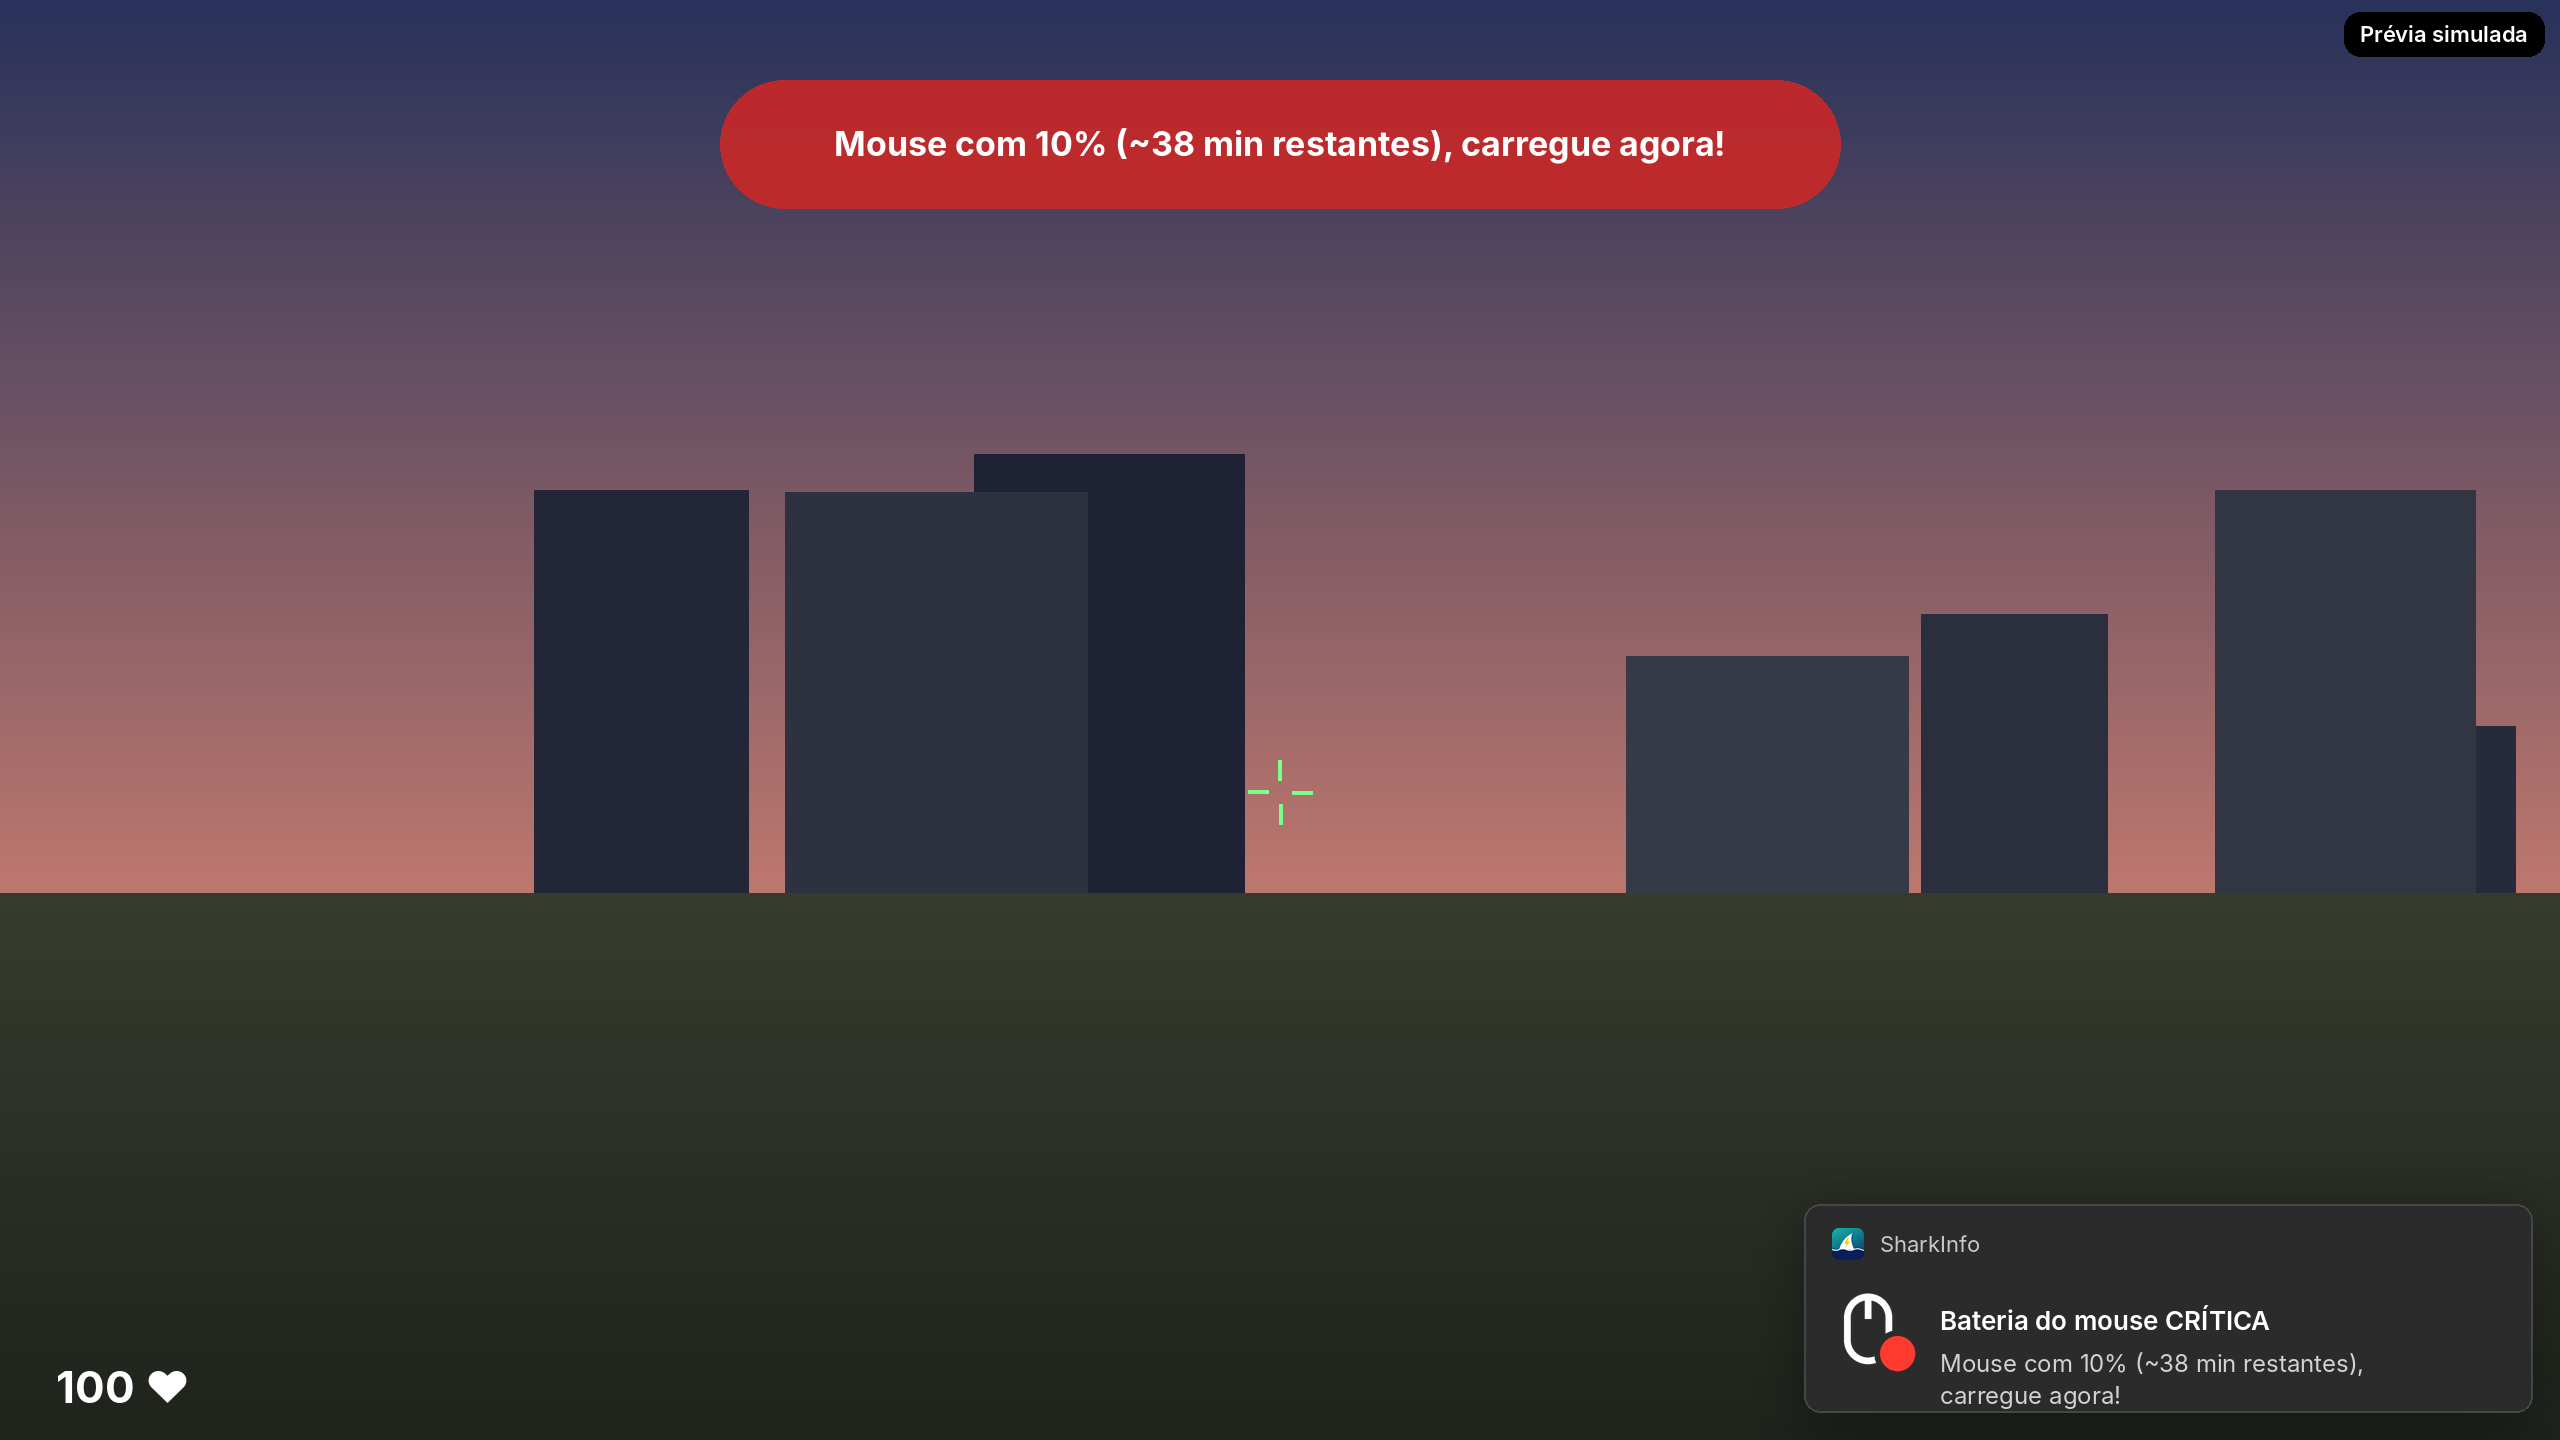 Prévia simulada
Mouse com 10% (~38 min restantes), carregue agora!
SharkInfo
Bateria do mouse CRÍTICA
Mouse com 10% (~38 min restantes),
carregue agora!
100 ♥